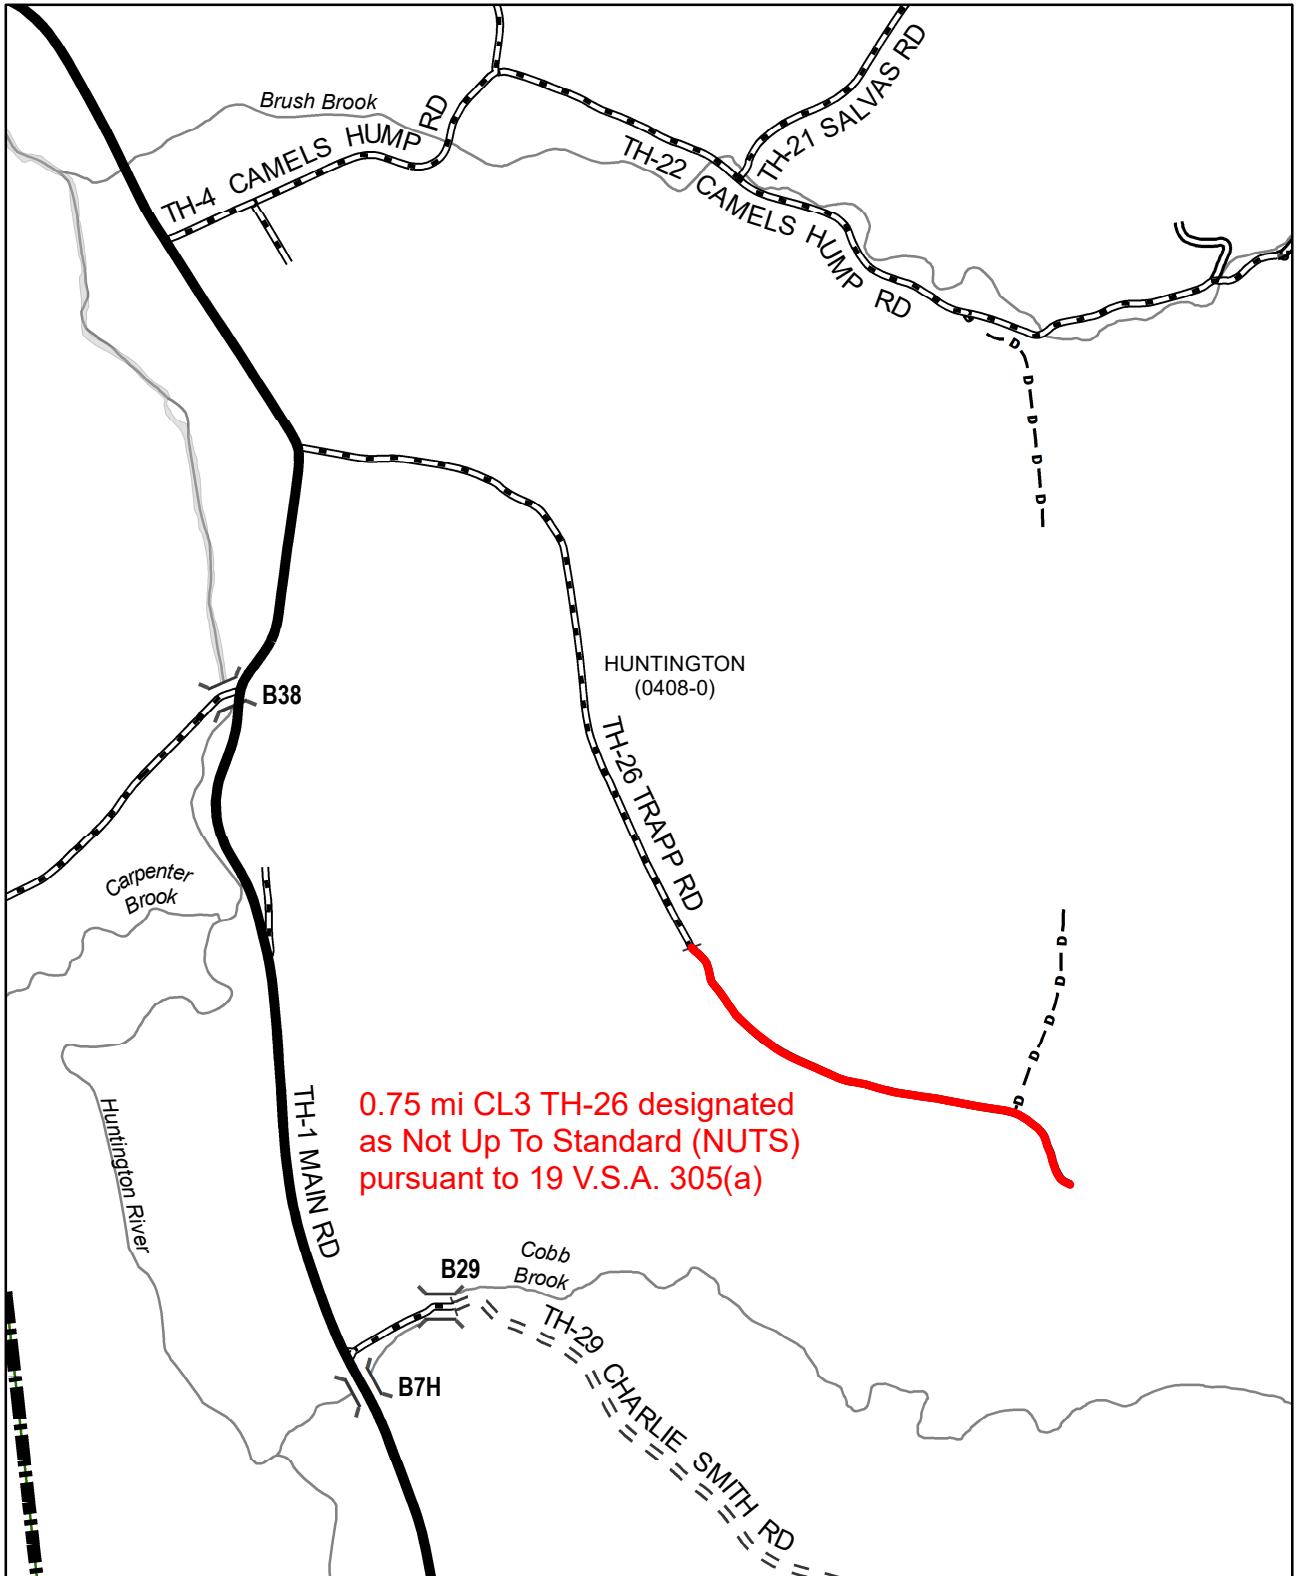 Brush Brook
TH-4 CAMELS HUMP RD
TH-22 CAMELS HUMP RD
TH-21 SALVAS RD
D
D
D
D
D
HUNTINGTON
(0408-0)
B38
TH-26 TRAPP RD
Carpenter
Brook
D
D
D
D
D
0.75 mi CL3 TH-26 designated
as Not Up To Standard (NUTS)
pursuant to 19 V.S.A. 305(a)
TH-1 MAIN RD
Huntington River
B29
Cobb
Brook
TH-29 CHARLIE SMITH RD
B7H